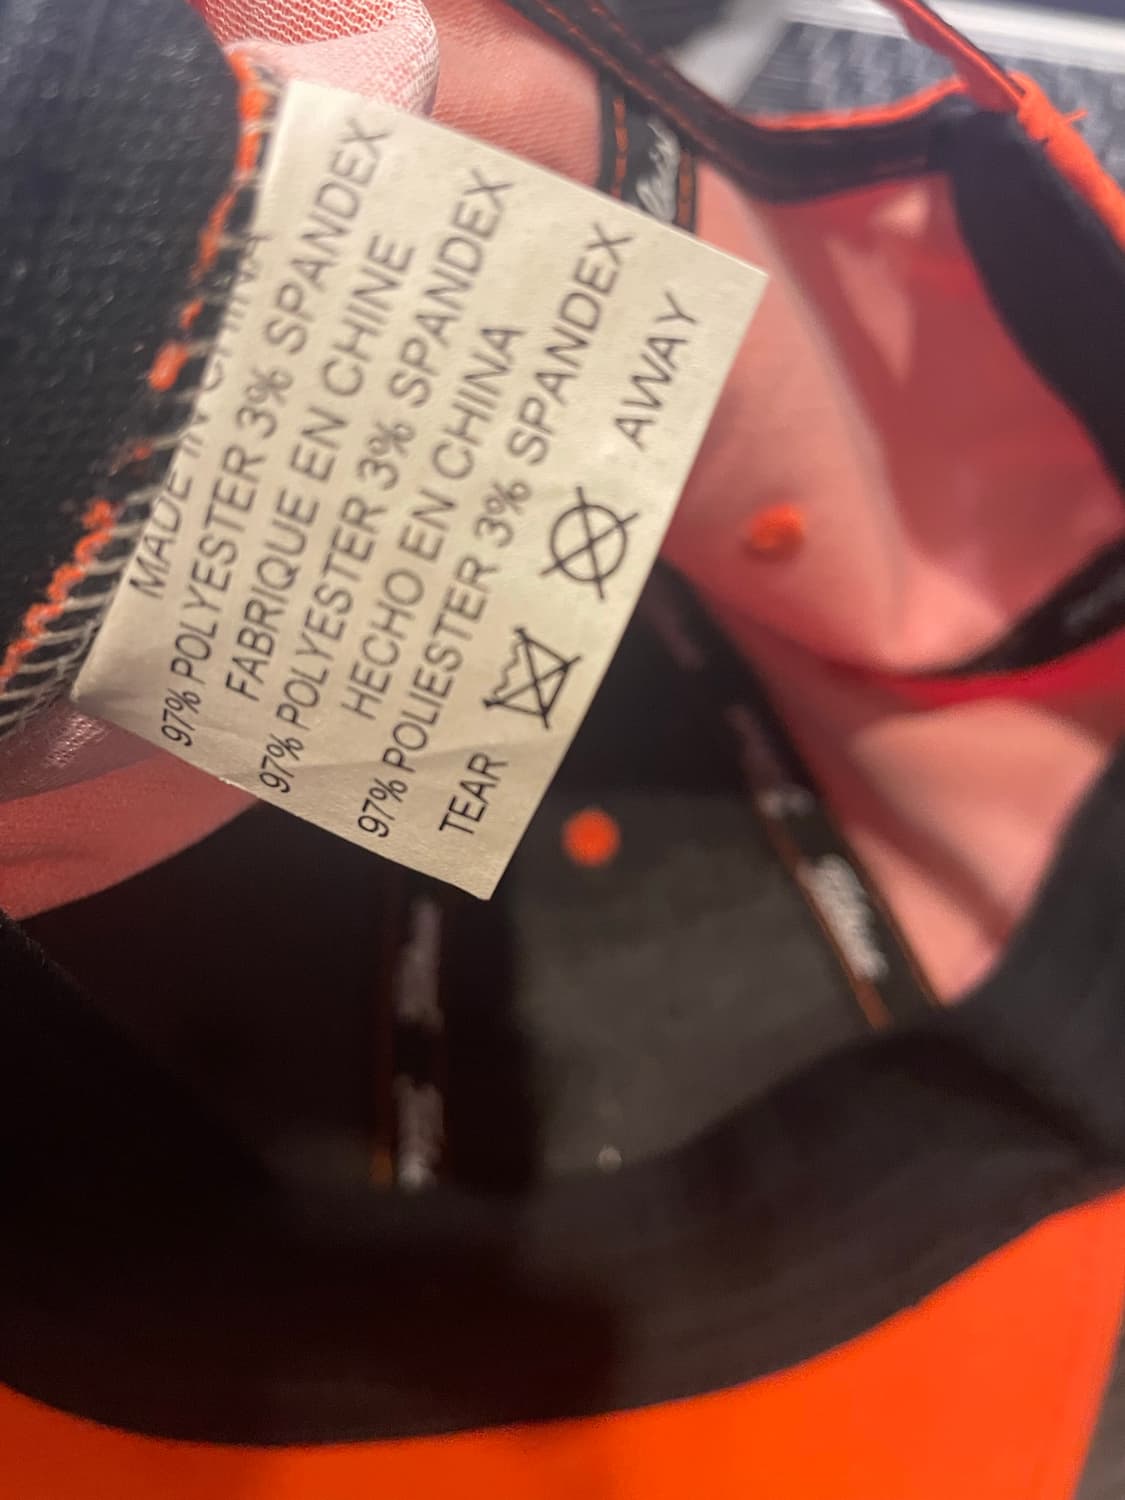 MADE IN CHINA
97% POLYESTER 3% SPANDEX
FABRIQUE EN CHINE
97% POLYESTER 3% SPANDEX
HECHO EN CHINA
97% POLIESTER 3% SPANDEX
TEAR AWAY